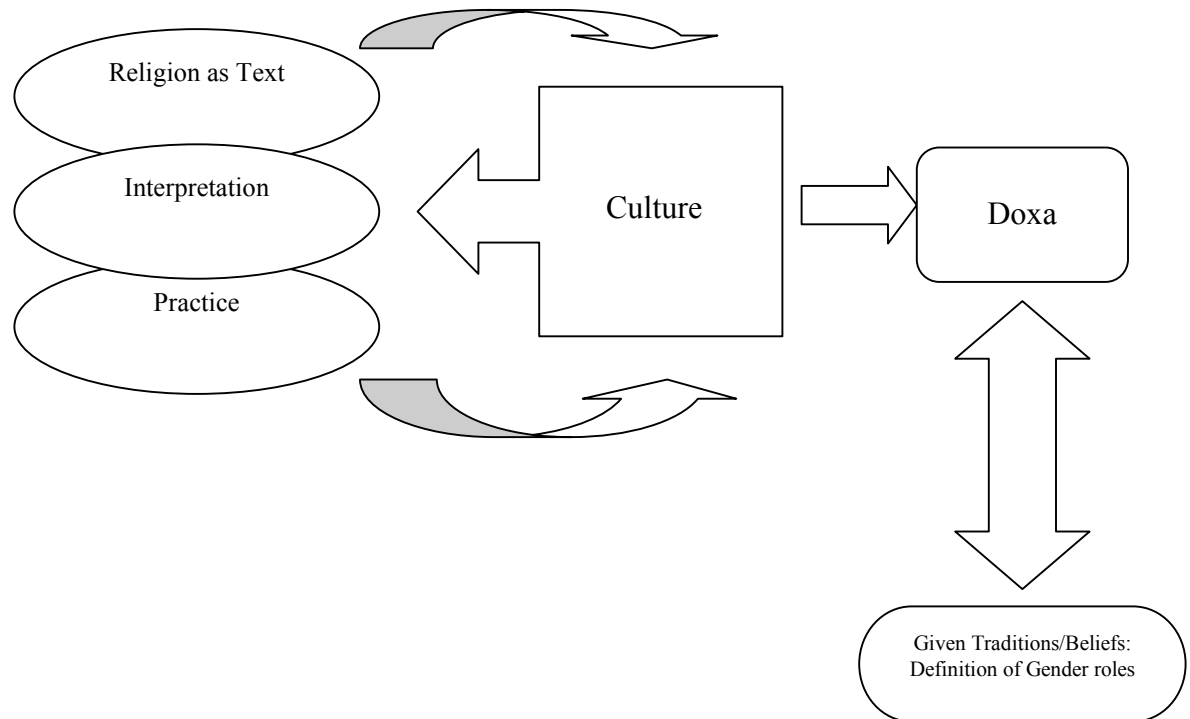 Religion as Text
Interpretation
Practice
Culture
Doxa
Given Traditions/Beliefs:
Definition of Gender roles